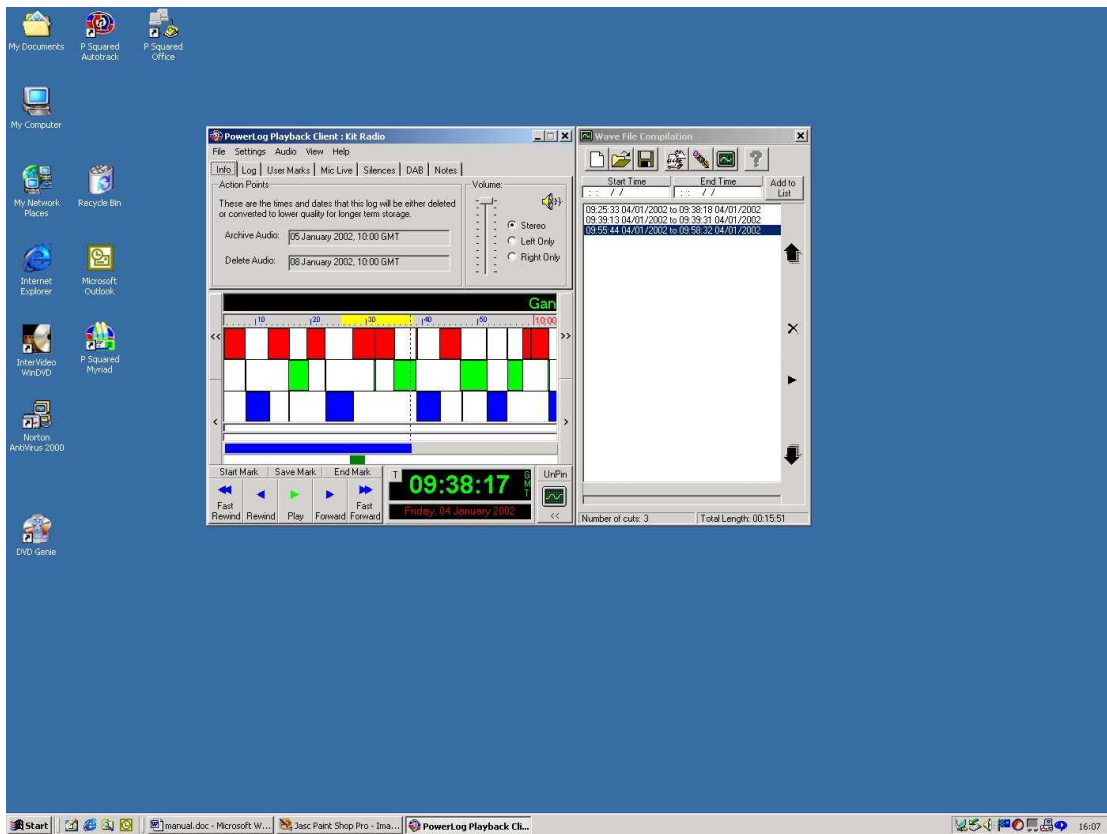 My Documents
P Squared
Autotrack
P Squared
Office
My Computer
My Network
Places
Recycle Bin
Internet
Explorer
Microsoft
Outlook
InterVideo
WinDVD
P Squared
Myriad
Norton
AntiVirus 2000
DVD Genie
PowerLog Playback Client : Kit Radio
File Settings Audio View Help
Info Log User Marks Mic Live Silences DAB Notes
Action Points
These are the times and dates that this log will be either deleted
or converted to lower quality for longer term storage.
Archive Audio: 05 January 2002, 10:00 GMT
Delete Audio: 08 January 2002, 10:00 GMT
Volume:
Stereo
Left Only
Right Only
Gan
10 20 30 40 50 10:00
<< >>
< >
Start Mark Save Mark End Mark
Fast
Rewind Rewind Play Forward Fast
Forward
T 09:38:17 GMT
Friday, 04 January 2002
UnPin
<<
Wave File Compilation
Start Time End Time Add to
List
: : / / : : / /
09:25:33 04/01/2002 to 09:38:18 04/01/2002
09:39:13 04/01/2002 to 09:39:31 04/01/2002
09:55:44 04/01/2002 to 09:58:32 04/01/2002
Number of cuts: 3 Total Length: 00:15:51
Start manual.doc - Microsoft W... Jasc Paint Shop Pro - Ima... PowerLog Playback Cli... 16:07